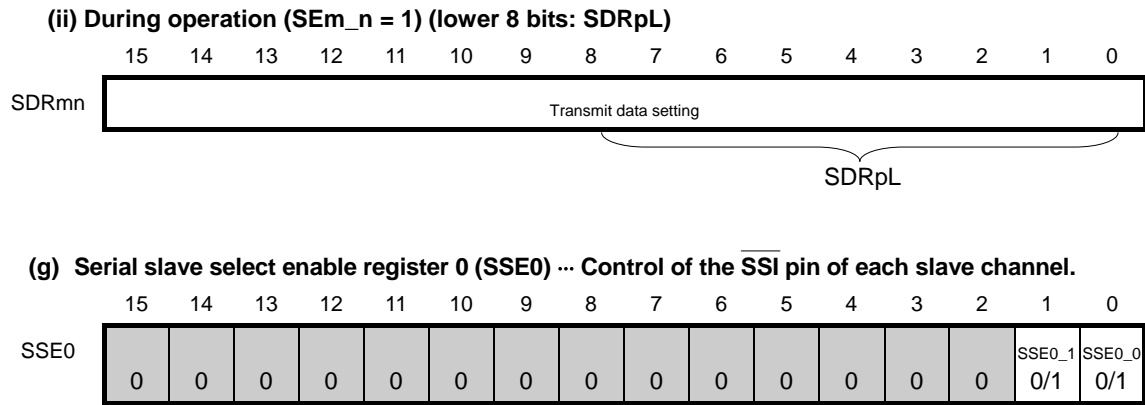 (ii) During operation (SEm_n = 1) (lower 8 bits: SDRpL)
15 14 13 12 11 10 9 8 7 6 5 4 3 2 1 0
SDRmn Transmit data setting
SDRpL
(g) Serial slave select enable register 0 (SSE0) ··· Control of the S̅S̅I̅ pin of each slave channel.
15 14 13 12 11 10 9 8 7 6 5 4 3 2 1 0
SSE0 SSE0_1 SSE0_0
0 0 0 0 0 0 0 0 0 0 0 0 0 0 0/1 0/1